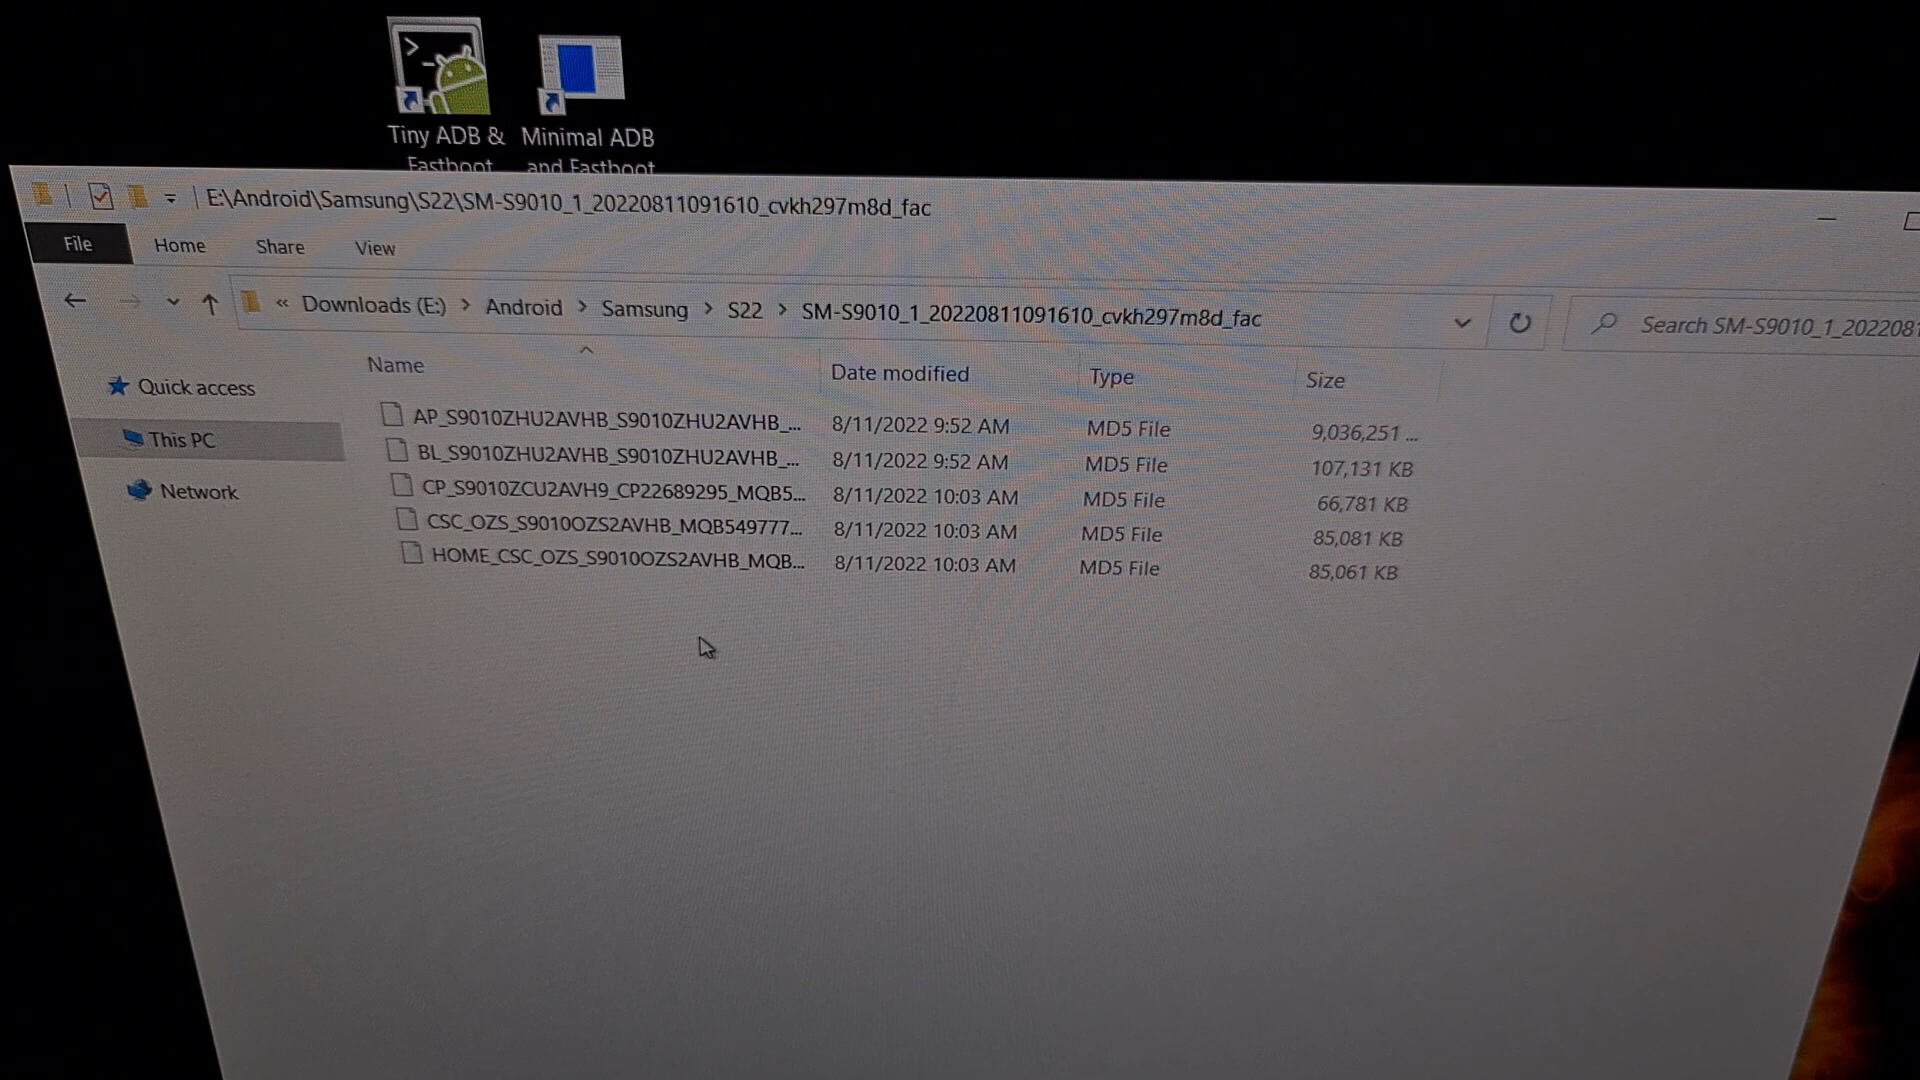 Tiny ADB &
Fastboot
Minimal ADB
and Fastboot
E:\Android\Samsung\S22\SM-S9010_1_20220811091610_cvkh297m8d_fac
File Home Share View
« Downloads (E:) > Android > Samsung > S22 > SM-S9010_1_20220811091610_cvkh297m8d_fac
Search SM-S9010_1_202208
Name Date modified Type Size
Quick access
This PC
Network
AP_S9010ZHU2AVHB_S9010ZHU2AVHB_... 8/11/2022 9:52 AM MD5 File 9,036,251 ...
BL_S9010ZHU2AVHB_S9010ZHU2AVHB_... 8/11/2022 9:52 AM MD5 File 107,131 KB
CP_S9010ZCU2AVH9_CP22689295_MQB5... 8/11/2022 10:03 AM MD5 File 66,781 KB
CSC_OZS_S9010OZS2AVHB_MQB549777... 8/11/2022 10:03 AM MD5 File 85,081 KB
HOME_CSC_OZS_S9010OZS2AVHB_MQB... 8/11/2022 10:03 AM MD5 File 85,061 KB